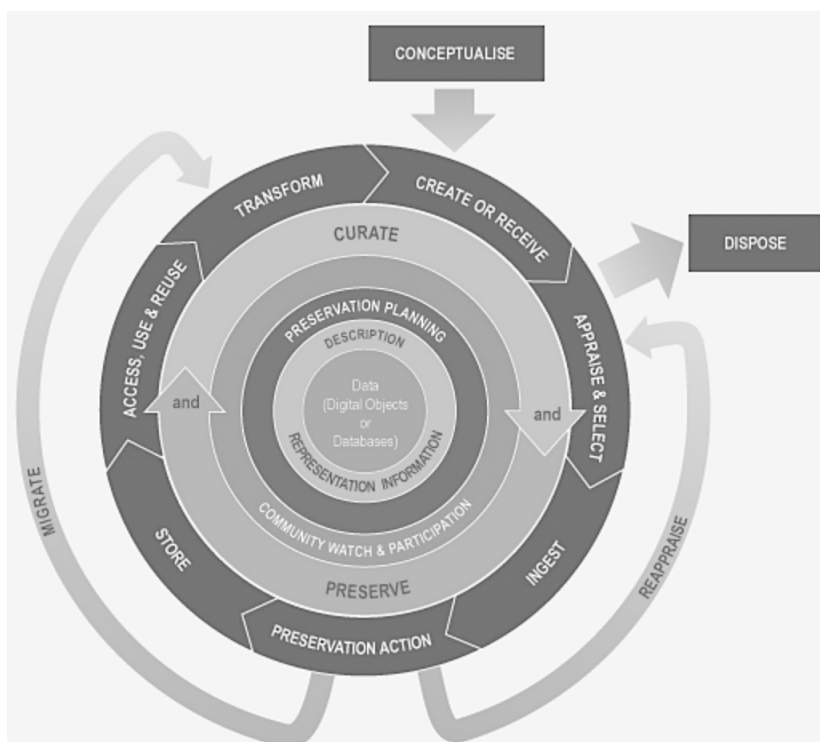 CONCEPTUALISE
CREATE OR RECEIVE
DISPOSE
APPRAISE & SELECT
INGEST
PRESERVATION ACTION
STORE
ACCESS, USE & REUSE
TRANSFORM
MIGRATE
REAPPRAISE
CURATE
and
PRESERVE
and
COMMUNITY WATCH & PARTICIPATION
PRESERVATION PLANNING
DESCRIPTION
REPRESENTATION INFORMATION
Data
(Digital Objects
or
Databases)